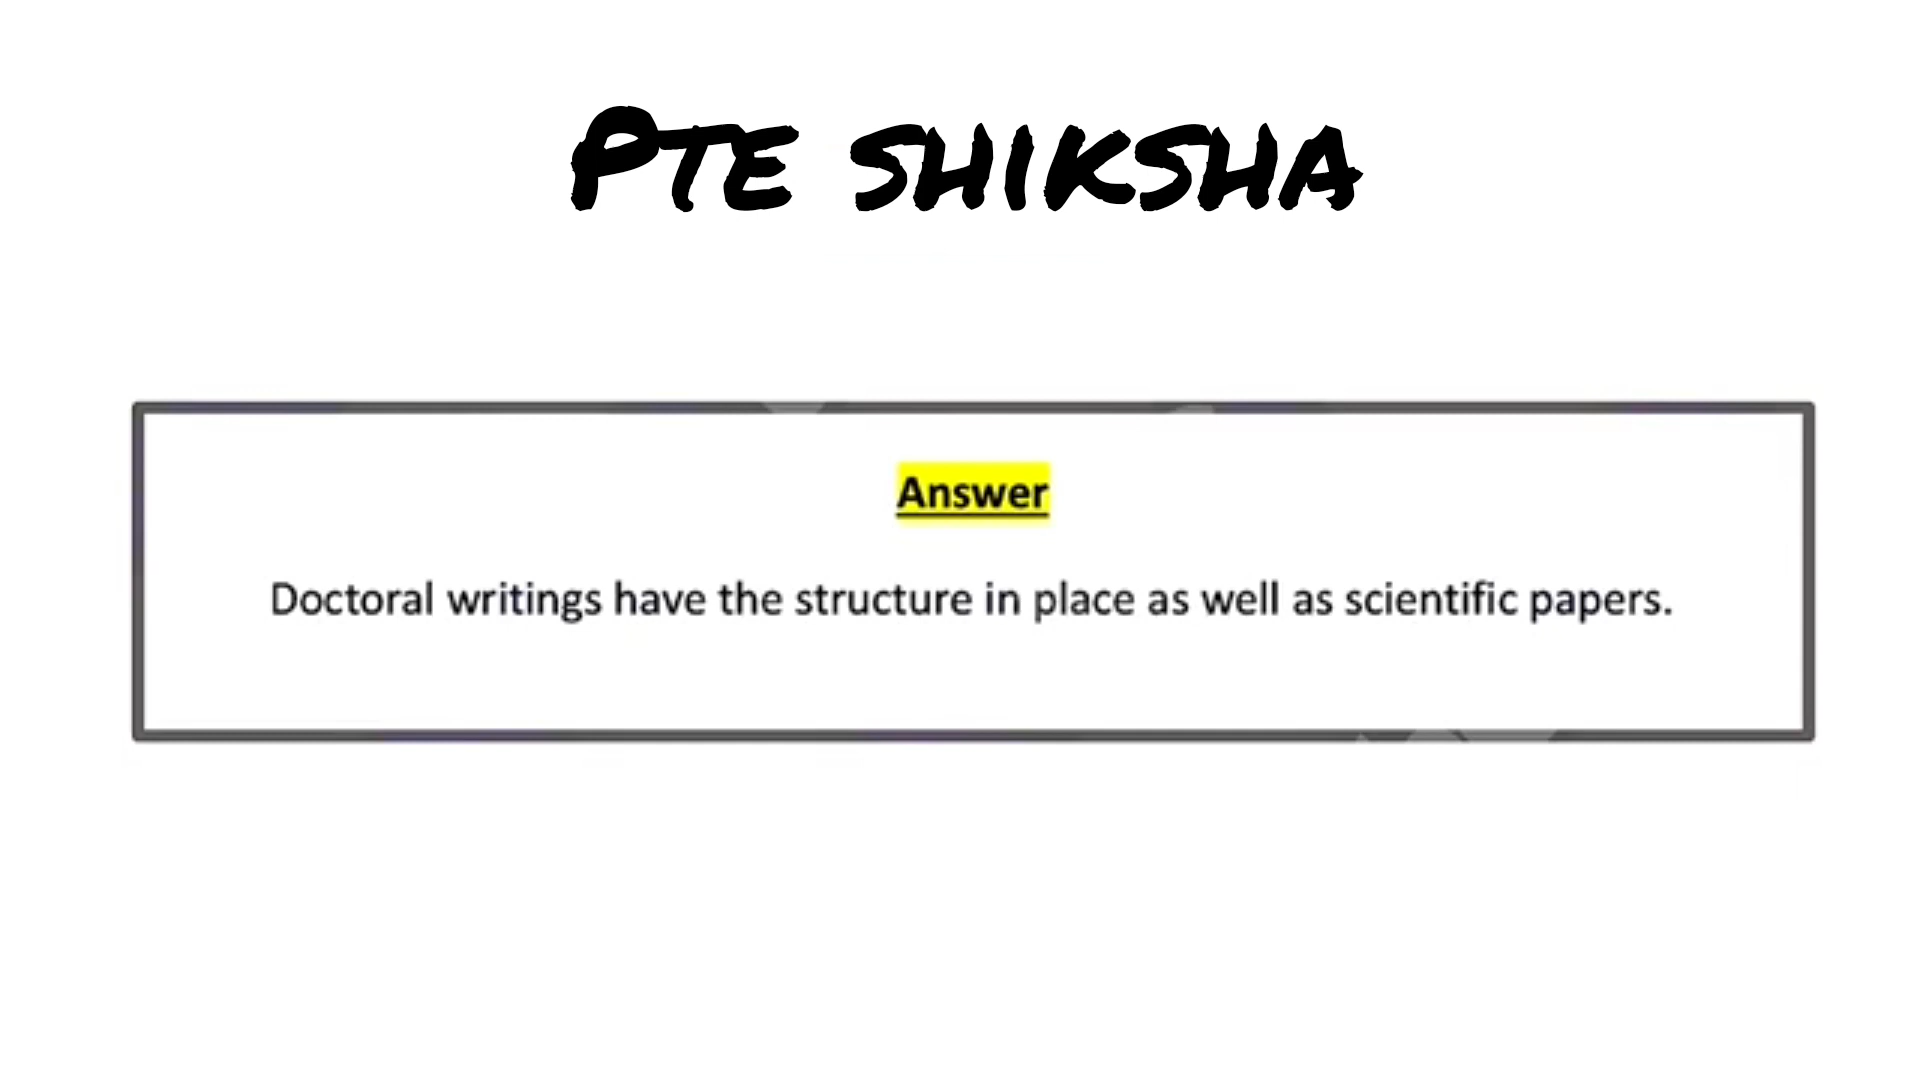 Pte shiksha
Answer
Doctoral writings have the structure in place as well as scientific papers.